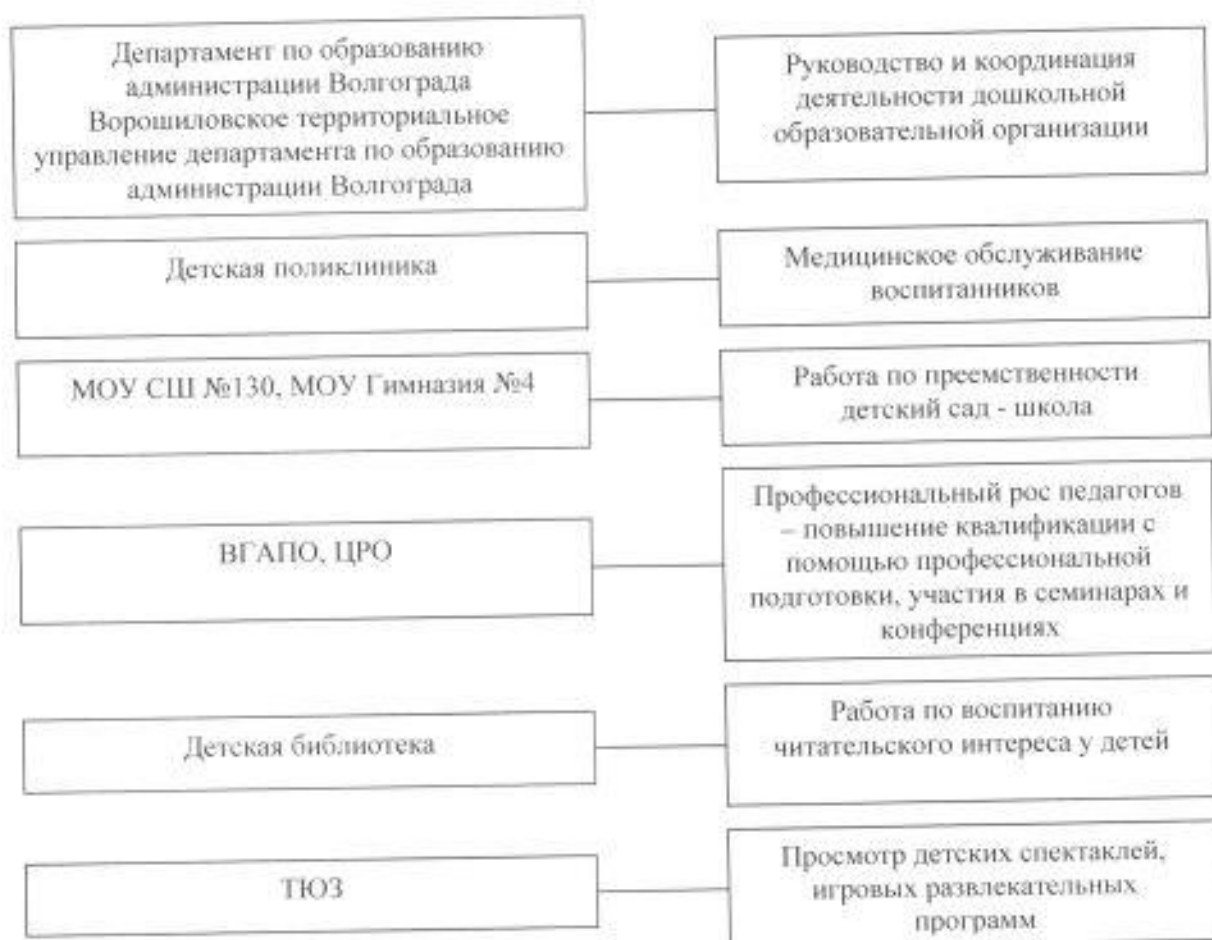 Департамент по образованию
администрации Волгограда
Ворошиловское территориальное
управление департамента по образованию
администрации Волгограда
Руководство и координация
деятельности дошкольной
образовательной организации
Детская поликлиника
Медицинское обслуживание
воспитанников
МОУ СШ №130, МОУ Гимназия №4
Работа по преемственности
детский сад - школа
ВГАПО, ЦРО
Профессиональный рос педагогов
– повышение квалификации с
помощью профессиональной
подготовки, участия в семинарах и
конференциях
Детская библиотека
Работа по воспитанию
читательского интереса у детей
ТЮЗ
Просмотр детских спектаклей,
игровых развлекательных
программ